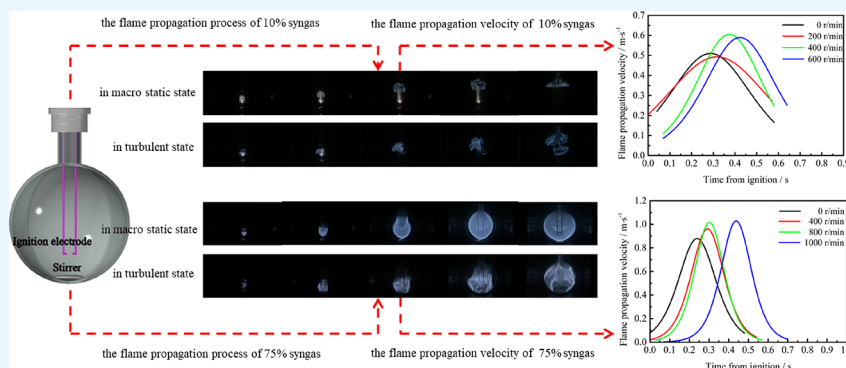 the flame propagation process of 10% syngas
the flame propagation velocity of 10% syngas
in macro static state
in turbulent state
Ignition electrode
Stirrer
in macro static state
in turbulent state
the flame propagation process of 75% syngas
the flame propagation velocity of 75% syngas
Flame propagation velocity / m·s⁻¹
0.7
0.6
0.5
0.4
0.3
0.2
0.1
0.0
0 r/min
200 r/min
400 r/min
600 r/min
0.0 0.1 0.2 0.3 0.4 0.5 0.6 0.7 0.8 0.9
Time from ignition / s
Flame propagation velocity / m·s⁻¹
1.2
1.0
0.8
0.6
0.4
0.2
0.0
0 r/min
400 r/min
800 r/min
1000 r/min
0.0 0.1 0.2 0.3 0.4 0.5 0.6 0.7 0.8 0.9
Time from ignition / s